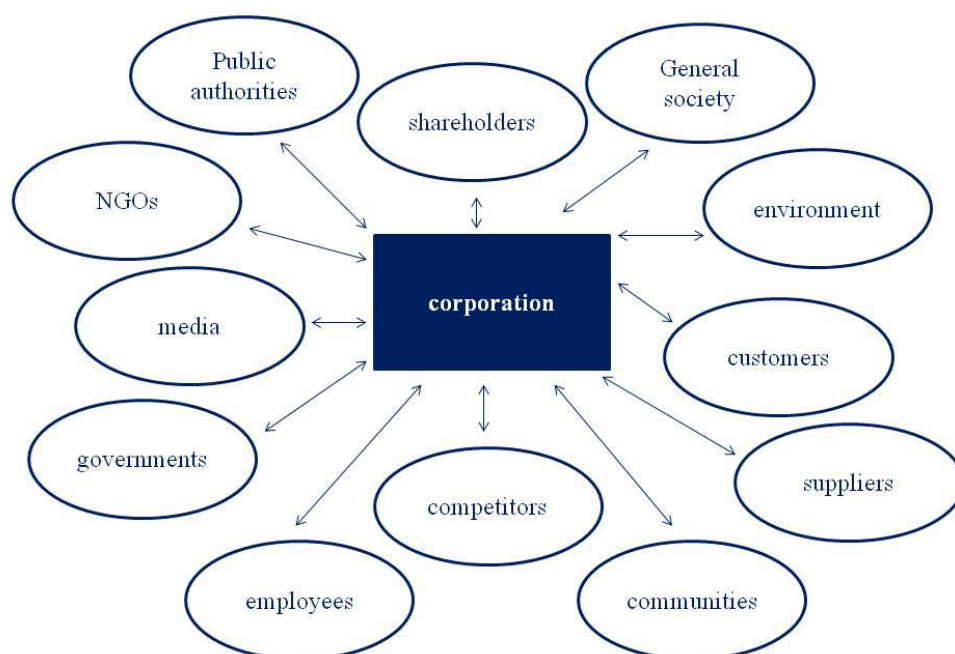 Public
authorities
shareholders
General
society
NGOs
environment
corporation
media
customers
governments
suppliers
competitors
employees
communities